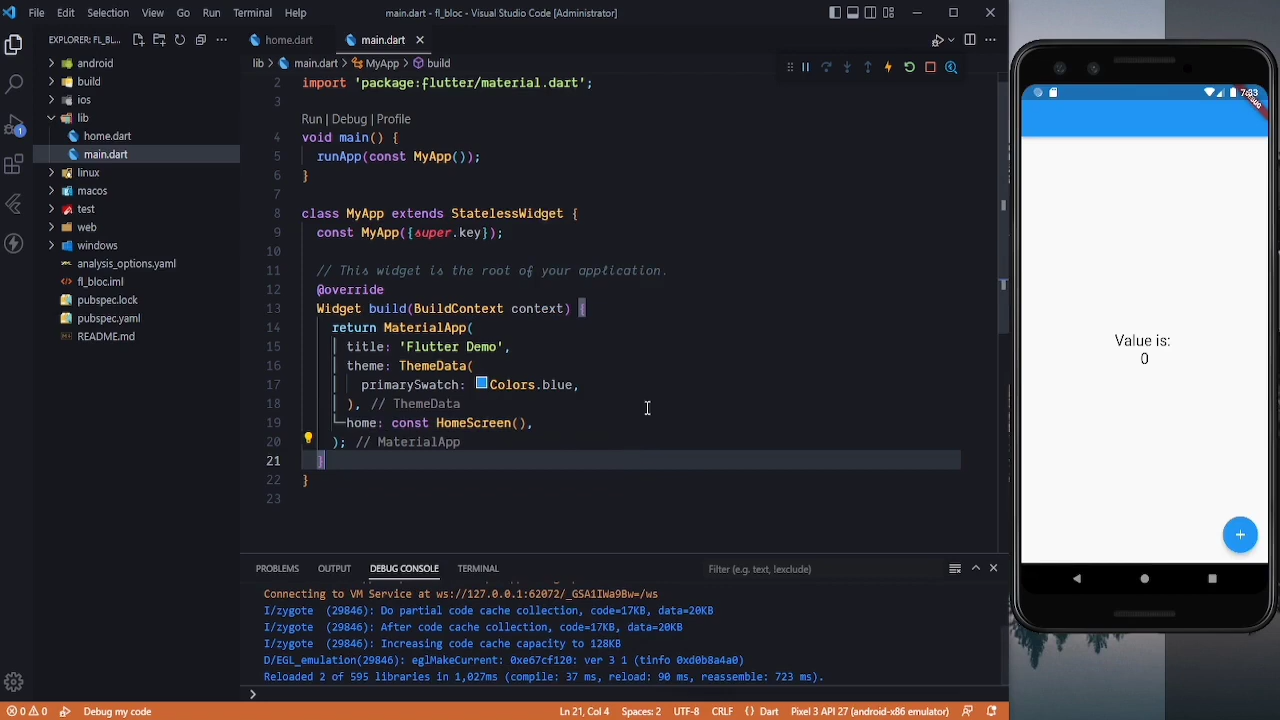 File Edit Selection View Go Run Terminal Help
main.dart - fl_bloc - Visual Studio Code [Administrator]
EXPLORER: FL_BL...
home.dart
main.dart
lib > main.dart > MyApp > build
android
build
ios
lib
home.dart
main.dart
linux
macos
test
web
windows
analysis_options.yaml
fl_bloc.iml
pubspec.lock
pubspec.yaml
README.md
1
2 import 'package:flutter/material.dart';
3
Run | Debug | Profile
4 void main() {
5 runApp(const MyApp());
6 }
7
8 class MyApp extends StatelessWidget {
9 const MyApp({super.key});
10
11 // This widget is the root of your application.
12 @override
13 Widget build(BuildContext context) {
14 return MaterialApp(
15 title: 'Flutter Demo',
16 theme: ThemeData(
17 primarySwatch: Colors.blue,
18 ), // ThemeData
19 home: const HomeScreen(),
20 ); // MaterialApp
21 }
22 }
23
PROBLEMS OUTPUT DEBUG CONSOLE TERMINAL
Filter (e.g. text, !exclude)
Connecting to VM Service at ws://127.0.0.1:62072/_GSA1IWa9Bw=/ws
I/zygote (29846): Do partial code cache collection, code=17KB, data=20KB
I/zygote (29846): After code cache collection, code=17KB, data=20KB
I/zygote (29846): Increasing code cache capacity to 128KB
D/EGL_emulation(29846): eglMakeCurrent: 0xe67cf120: ver 3 1 (tinfo 0xd0b8a4a0)
Reloaded 2 of 595 libraries in 1,027ms (compile: 37 ms, reload: 90 ms, reassemble: 723 ms).
0 0 Debug my code
Ln 21, Col 4 Spaces: 2 UTF-8 CRLF {} Dart Pixel 3 API 27 (android-x86 emulator)
DEBUG
Value is:
0
+